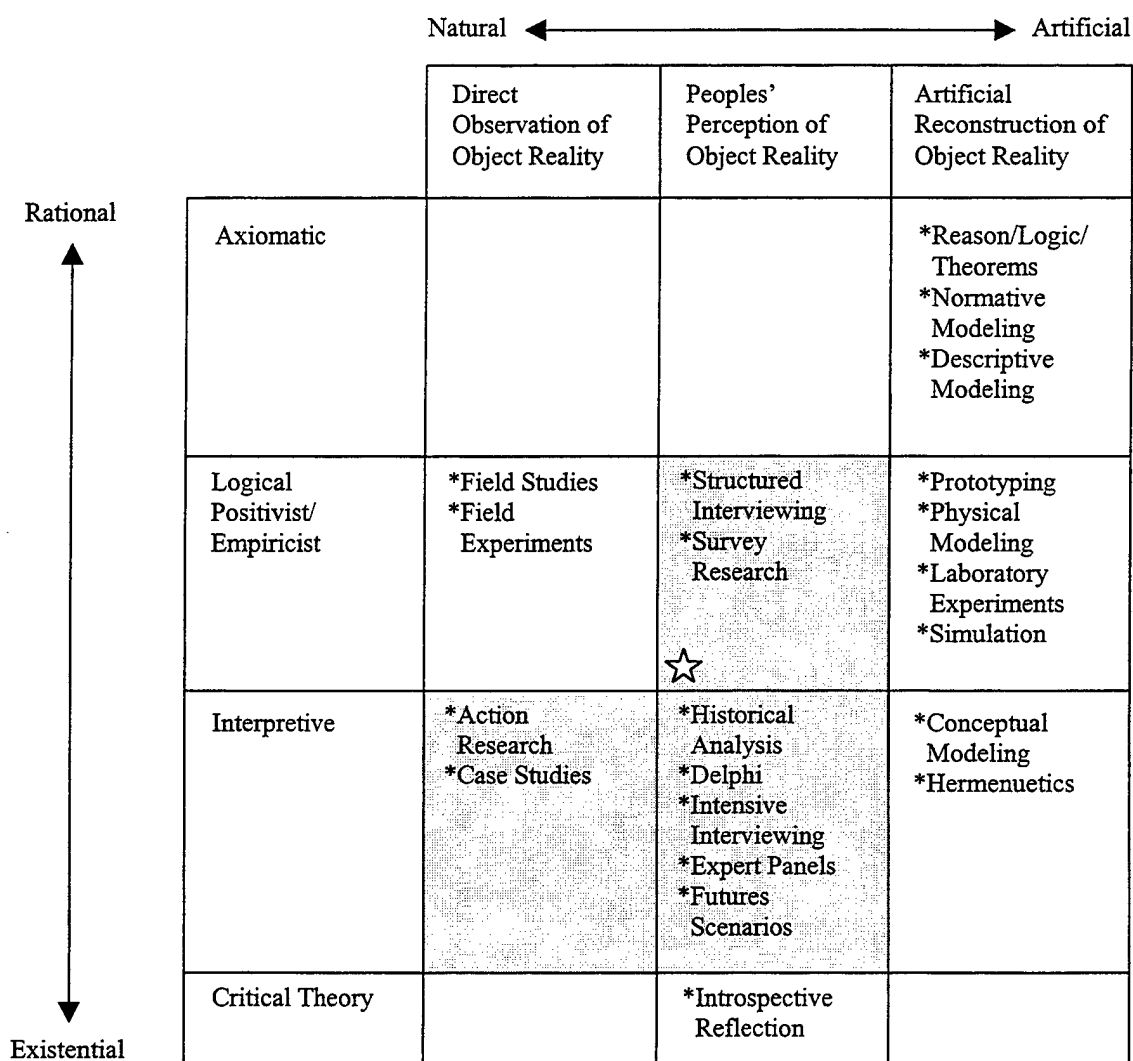 Natural Artificial
Direct
Observation of
Object Reality
Peoples'
Perception of
Object Reality
Artificial
Reconstruction of
Object Reality
Rational
Axiomatic
*Reason/Logic/
Theorems
*Normative
Modeling
*Descriptive
Modeling
Logical
Positivist/
Empiricist
*Field Studies
*Field
Experiments
*Structured
Interviewing
*Survey
Research
*Prototyping
*Physical
Modeling
*Laboratory
Experiments
*Simulation
Interpretive
*Action
Research
*Case Studies
*Historical
Analysis
*Delphi
*Intensive
Interviewing
*Expert Panels
*Futures
Scenarios
*Conceptual
Modeling
*Hermenuetics
Critical Theory
*Introspective
Reflection
Existential